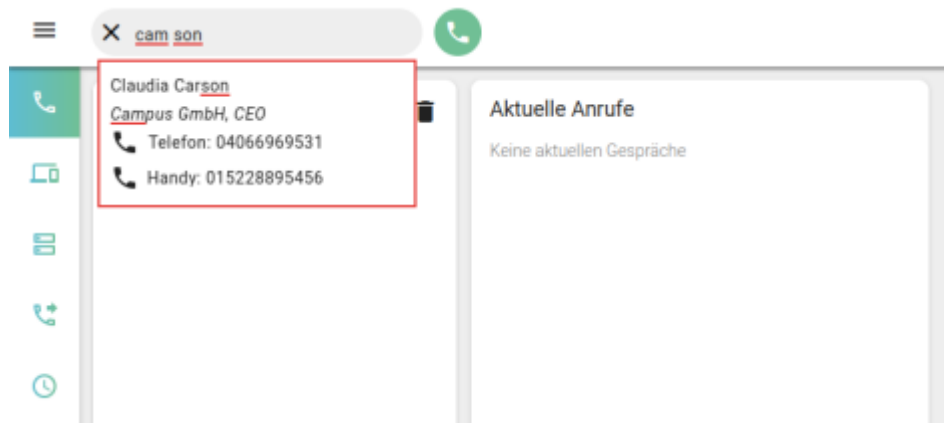 cam son
Claudia Carson
Campus GmbH, CEO
Telefon: 04066969531
Handy: 015228895456
Aktuelle Anrufe
Keine aktuellen Gespräche